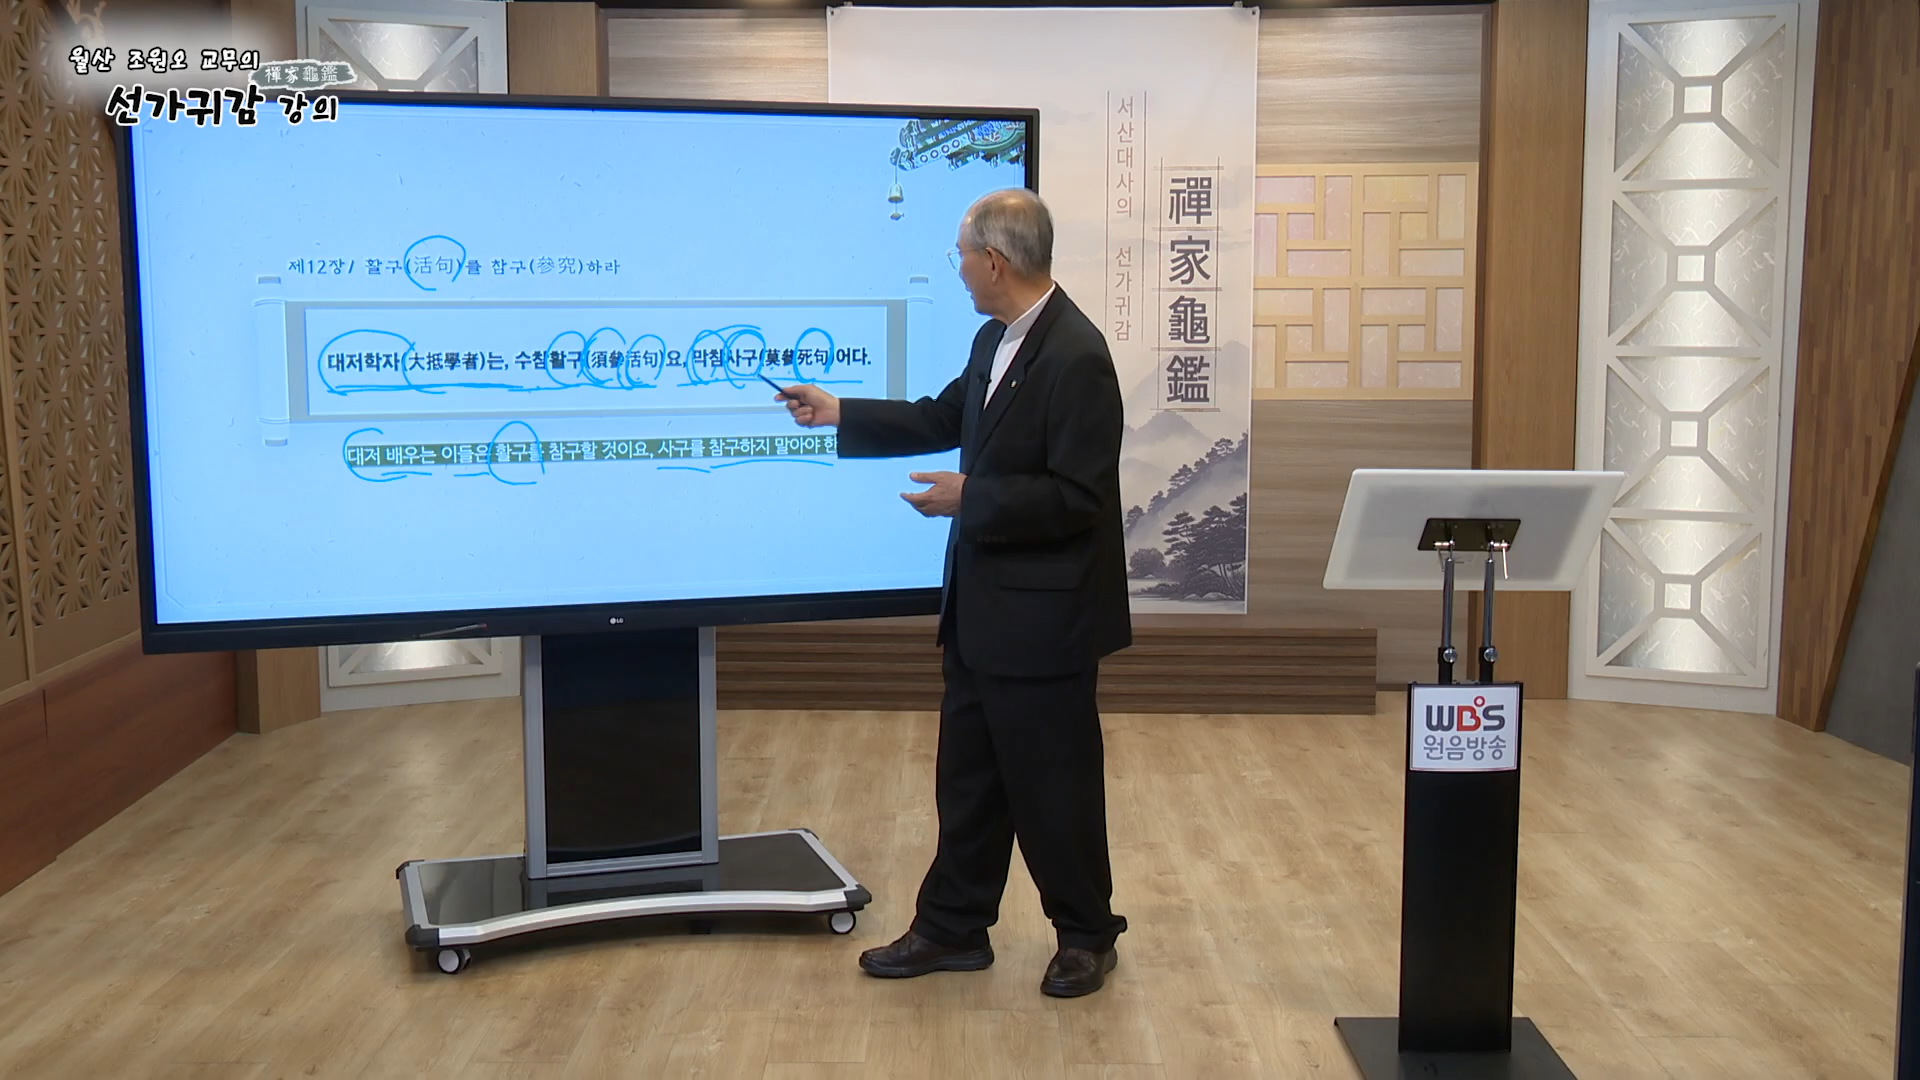 월산 조원오 교무의
禪家龜鑑
선가귀감 강의
제12장/ 활구(活句)를 참구(參究)하라
대저학자(大抵學者)는, 수참활구(須參活句)요, 막참사구(莫參死句)어다.
대저 배우는 이들은 활구를 참구할 것이요, 사구를 참구하지 말아야 한
LG
서산대사의 선가귀감
禪家龜鑑
WBS
원음방송